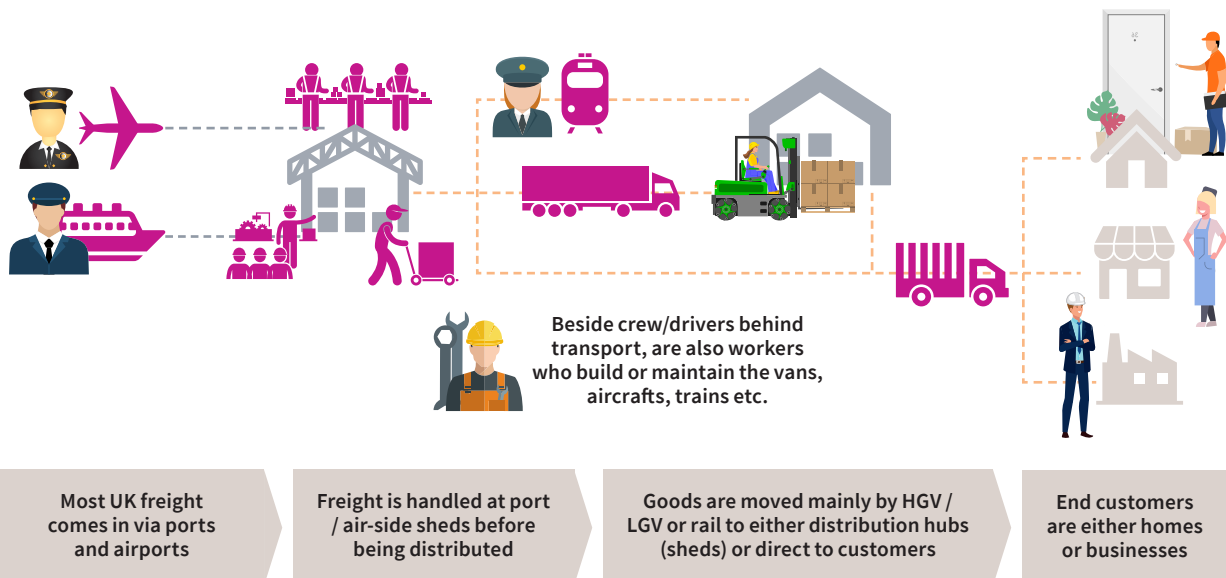 Beside crew/drivers behind
transport, are also workers
who build or maintain the vans,
aircrafts, trains etc.
Most UK freight
comes in via ports
and airports
Freight is handled at port
/ air-side sheds before
being distributed
Goods are moved mainly by HGV /
LGV or rail to either distribution hubs
(sheds) or direct to customers
End customers
are either homes
or businesses